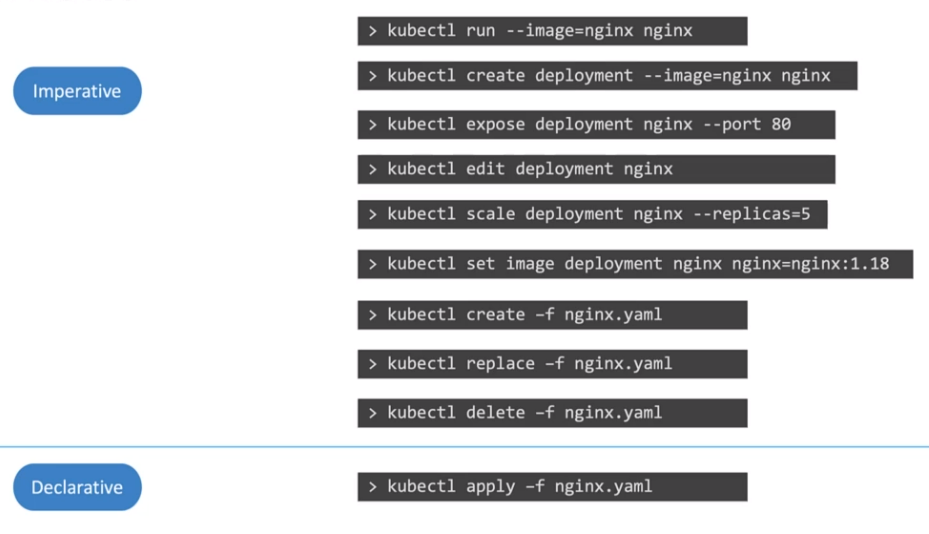 > kubectl run --image=nginx nginx
Imperative
> kubectl create deployment --image=nginx nginx
> kubectl expose deployment nginx --port 80
> kubectl edit deployment nginx
> kubectl scale deployment nginx --replicas=5
> kubectl set image deployment nginx nginx=nginx:1.18
> kubectl create –f nginx.yaml
> kubectl replace –f nginx.yaml
> kubectl delete –f nginx.yaml
Declarative
> kubectl apply –f nginx.yaml